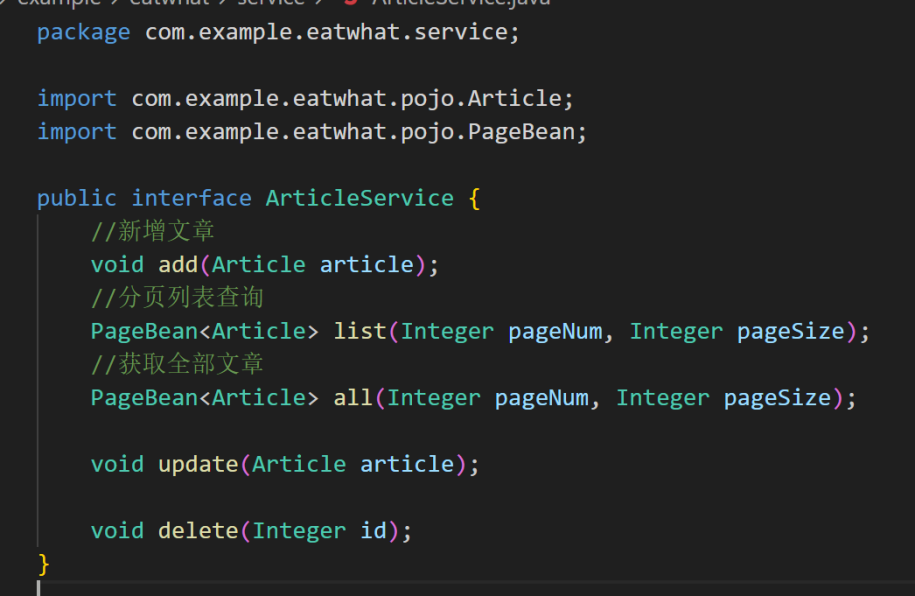 example > eatwhat > service > ArticleService.java
package com.example.eatwhat.service;
import com.example.eatwhat.pojo.Article;
import com.example.eatwhat.pojo.PageBean;
public interface ArticleService {
//新增文章
void add(Article article);
//分页列表查询
PageBean<Article> list(Integer pageNum, Integer pageSize);
//获取全部文章
PageBean<Article> all(Integer pageNum, Integer pageSize);
void update(Article article);
void delete(Integer id);
}